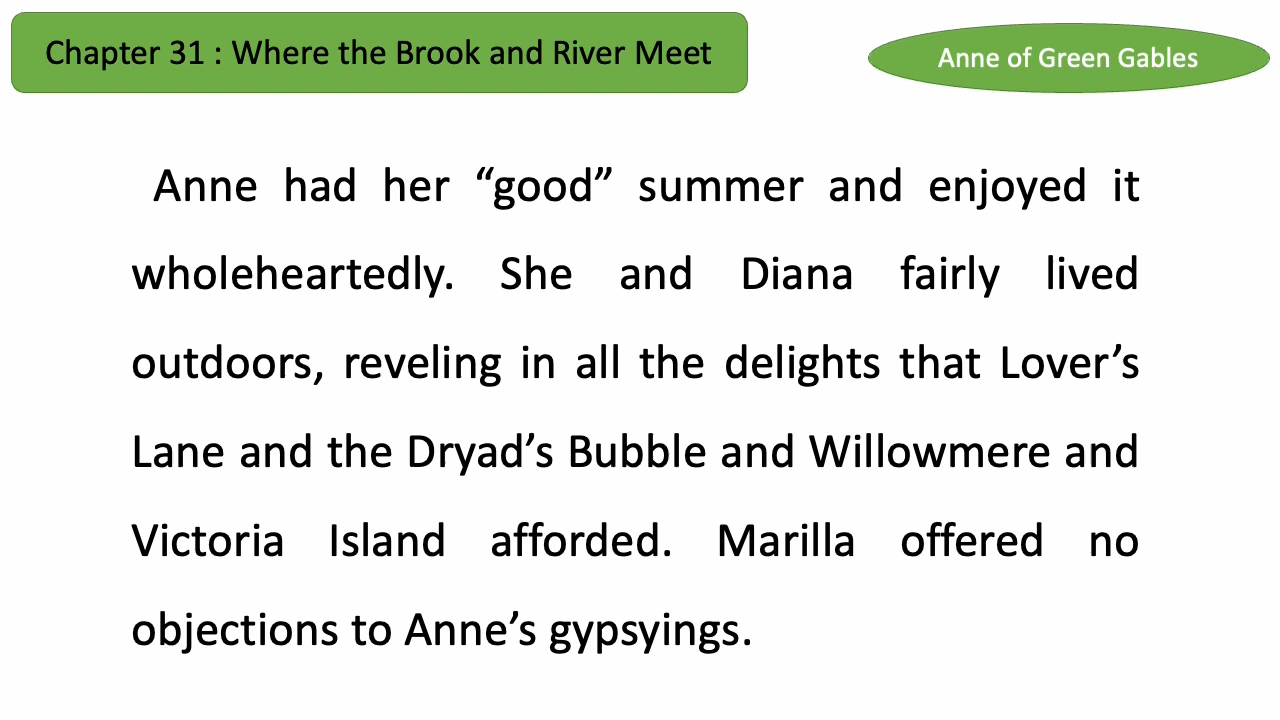 Chapter 31 : Where the Brook and River Meet
Anne of Green Gables
Anne had her “good” summer and enjoyed it
wholeheartedly. She and Diana fairly lived
outdoors, reveling in all the delights that Lover’s
Lane and the Dryad’s Bubble and Willowmere and
Victoria Island afforded. Marilla offered no
objections to Anne’s gypsyings.